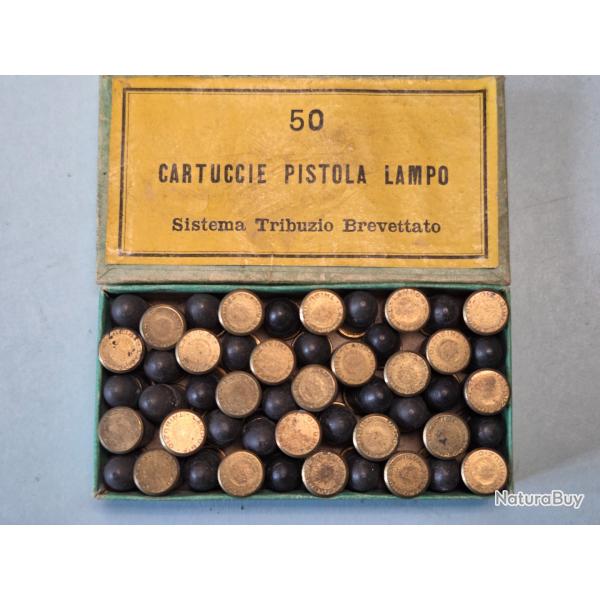 50
CARTUCCIE PISTOLA LAMPO
Sistema Tribuzio Brevettato
NaturaBuy